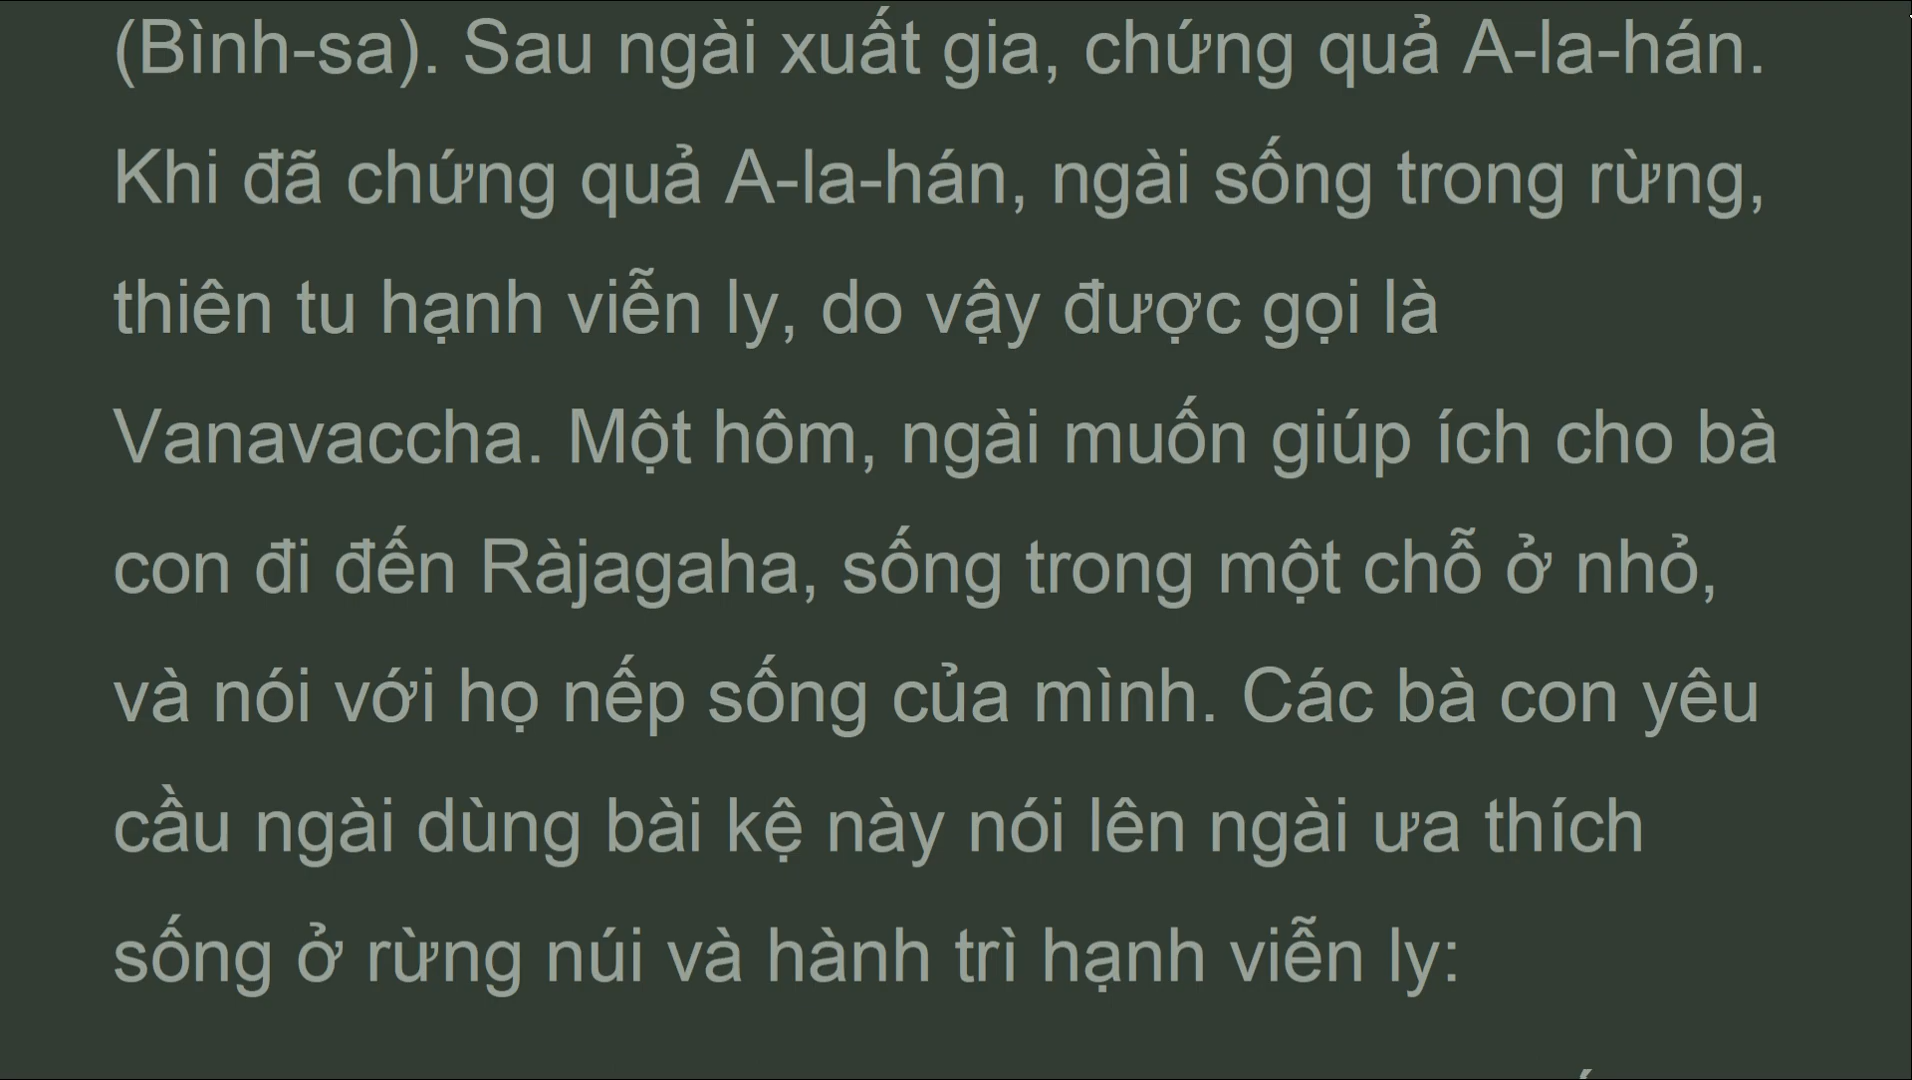 (Bình-sa). Sau ngài xuất gia, chứng quả A-la-hán.
Khi đã chứng quả A-la-hán, ngài sống trong rừng,
thiên tu hạnh viễn ly, do vậy được gọi là
Vanavaccha. Một hôm, ngài muốn giúp ích cho bà
con đi đến Ràjagaha, sống trong một chỗ ở nhỏ,
và nói với họ nếp sống của mình. Các bà con yêu
cầu ngài dùng bài kệ này nói lên ngài ưa thích
sống ở rừng núi và hành trì hạnh viễn ly: